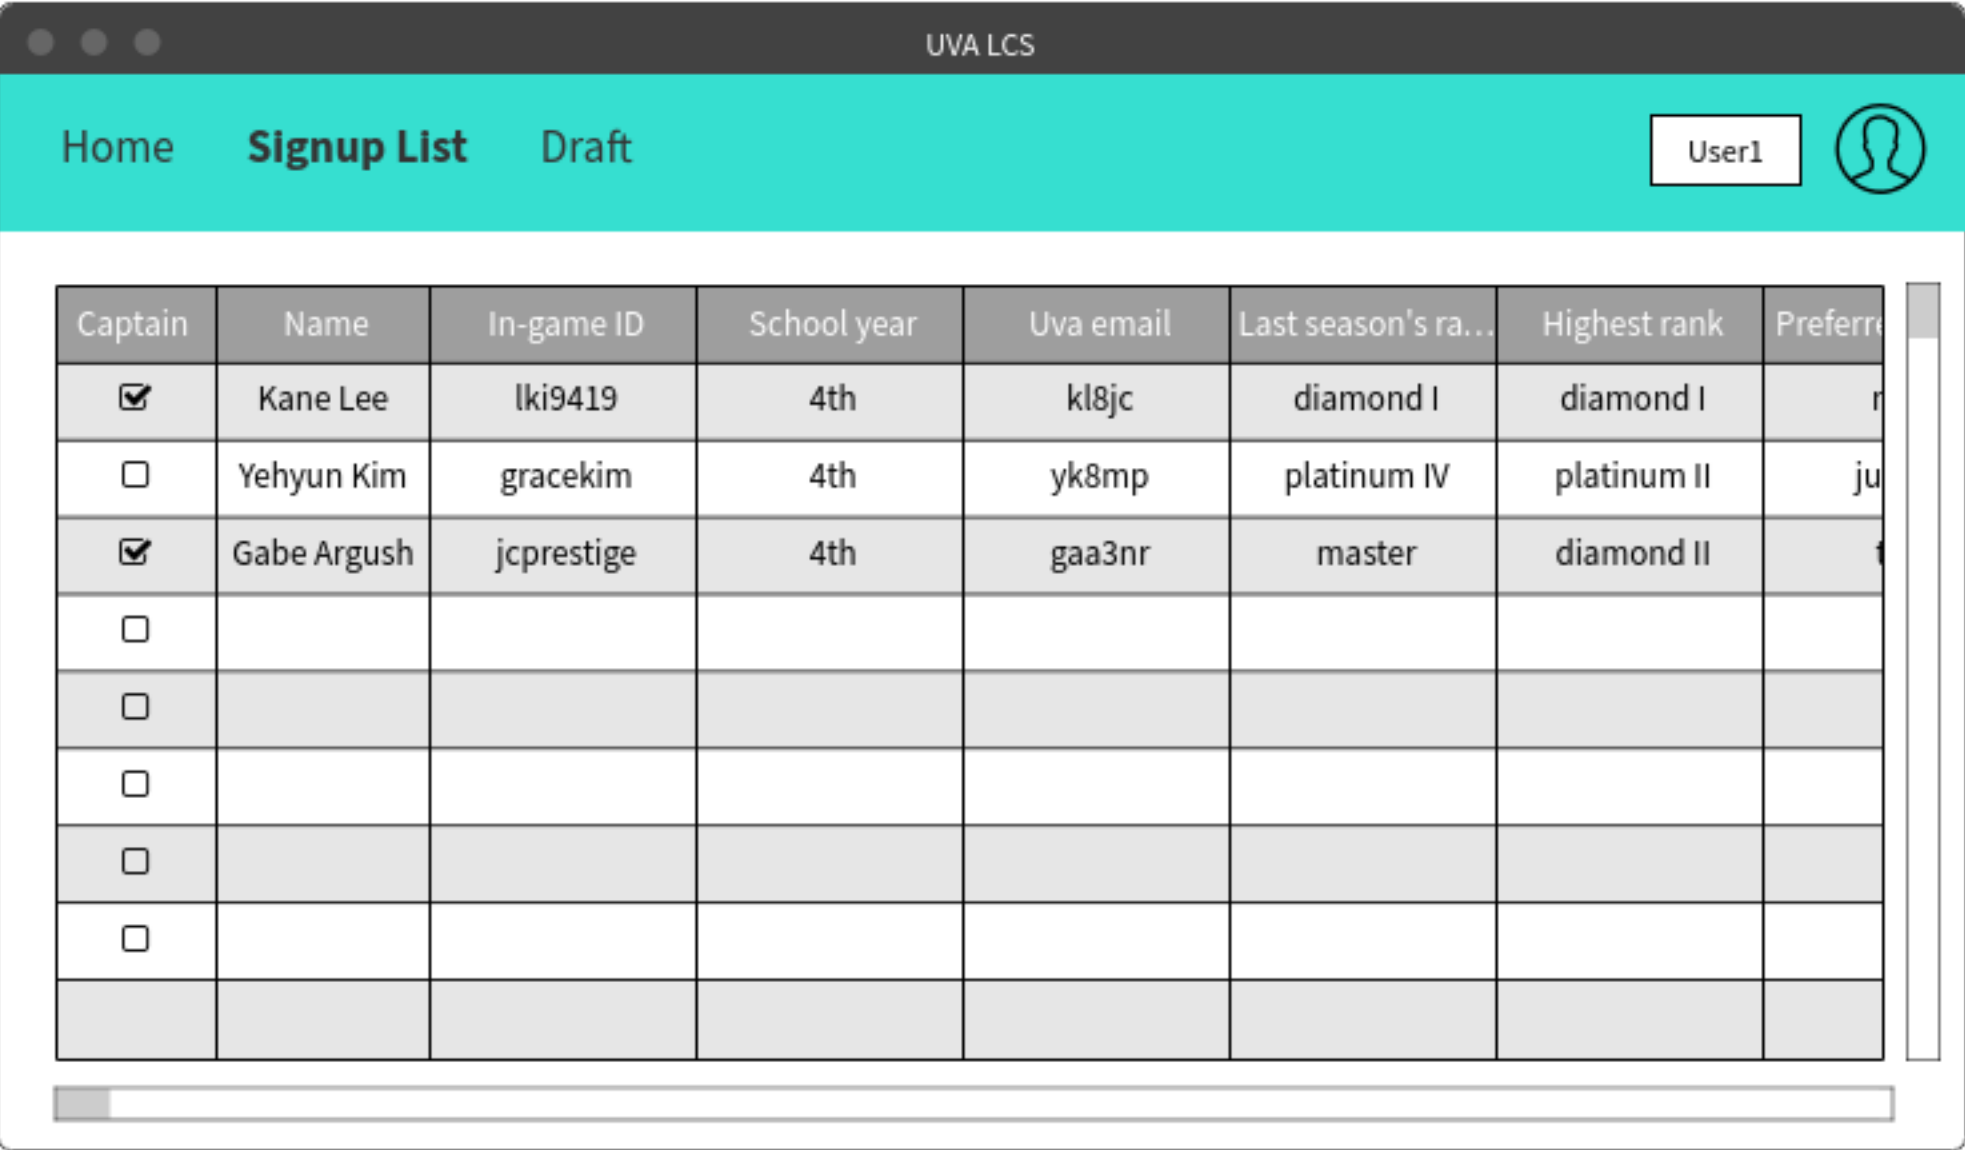 UVA LCS
Home Signup List Draft User1
Captain Name In-game ID School year Uva email Last season's ra... Highest rank Preferre
Kane Lee lki9419 4th kl8jc diamond I diamond I
Yehyun Kim gracekim 4th yk8mp platinum IV platinum II ju
Gabe Argush jcprestige 4th gaa3nr master diamond II